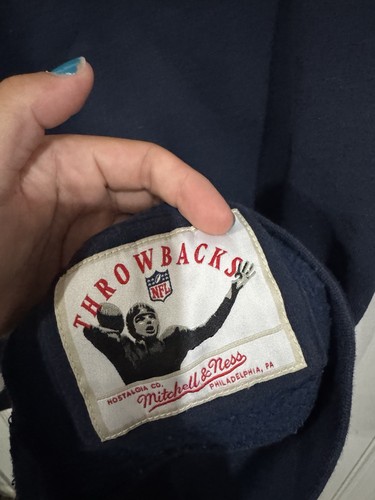 THROWBACKS
NFL
NOSTALGIA CO.
Mitchell & Ness
PHILADELPHIA, PA